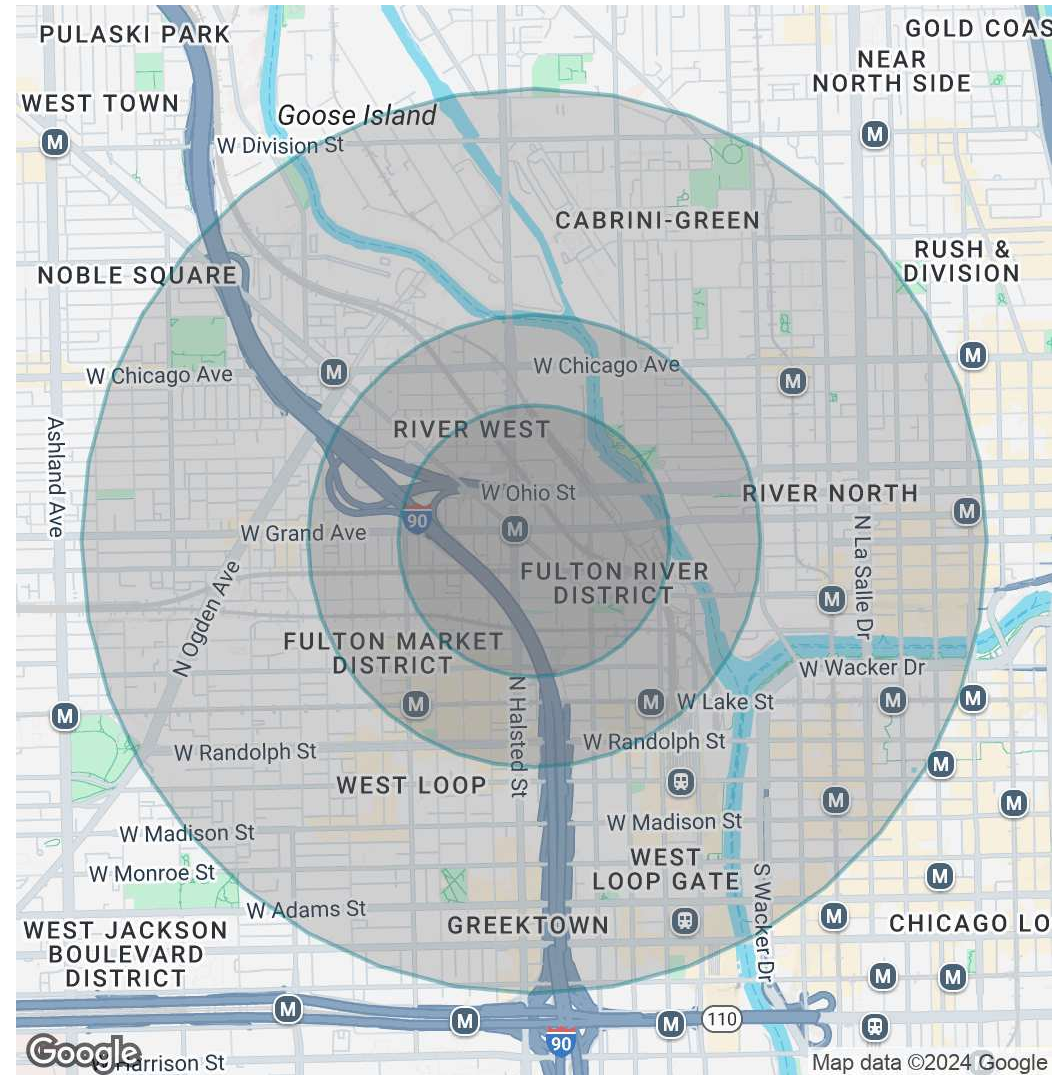 PULASKI PARK
GOLD COAS
NEAR
NORTH SIDE
WEST TOWN
Goose Island
M
M
W Division St
CABRINI-GREEN
RUSH &
DIVISION
NOBLE SQUARE
M
W Chicago Ave
M
W Chicago Ave
M
Ashland Ave
RIVER WEST
W Ohio St
RIVER NORTH
M
90
M
W Grand Ave
N La Salle Dr
FULTON RIVER
DISTRICT
M
N Ogden Ave
FULTON MARKET
DISTRICT
W Wacker Dr
M
M
M
W Lake St
M
M
N Halsted St
W Randolph St
W Randolph St
M
WEST LOOP
M
M
W Madison St
W Madison St
WEST
LOOP GATE
W Monroe St
M
S Wacker Dr
W Adams St
GREEKTOWN
M
CHICAGO LO
WEST JACKSON
BOULEVARD
DISTRICT
M
M
M
M
M
110
90
Google
W Harrison St
Map data ©2024 Google